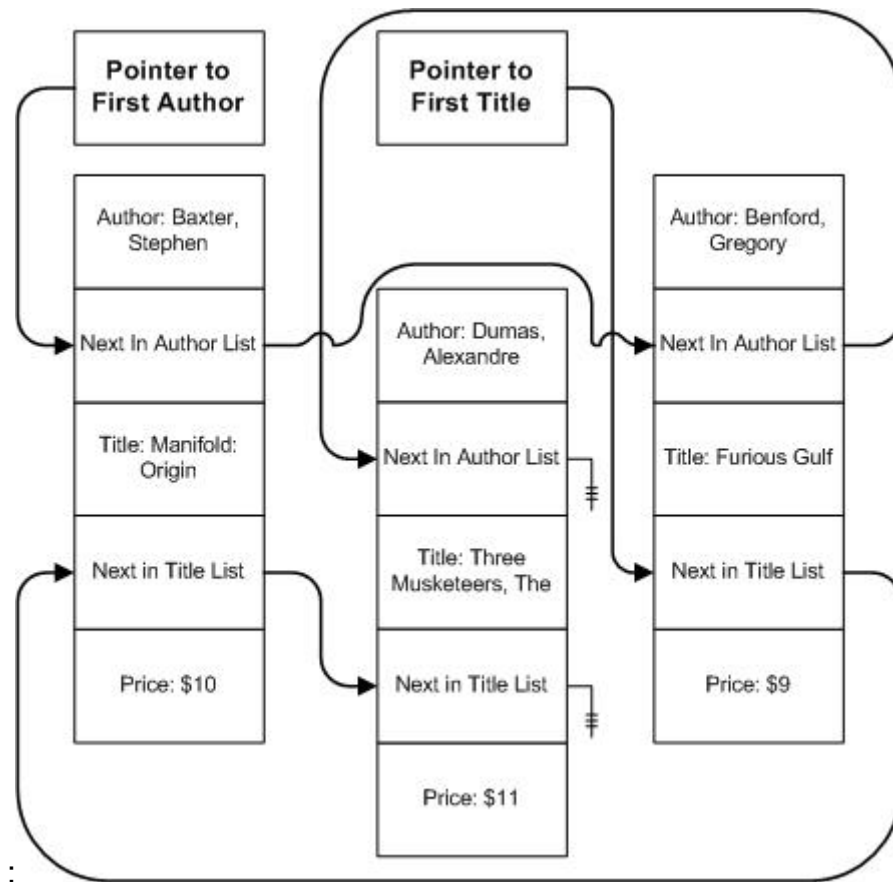 Pointer to
First Author
Pointer to
First Title
Author: Baxter,
Stephen
Next In Author List
Title: Manifold:
Origin
Next in Title List
Price: $10
Author: Dumas,
Alexandre
Next In Author List
Title: Three
Musketeers, The
Next in Title List
Price: $11
Author: Benford,
Gregory
Next In Author List
Title: Furious Gulf
Next in Title List
Price: $9
: